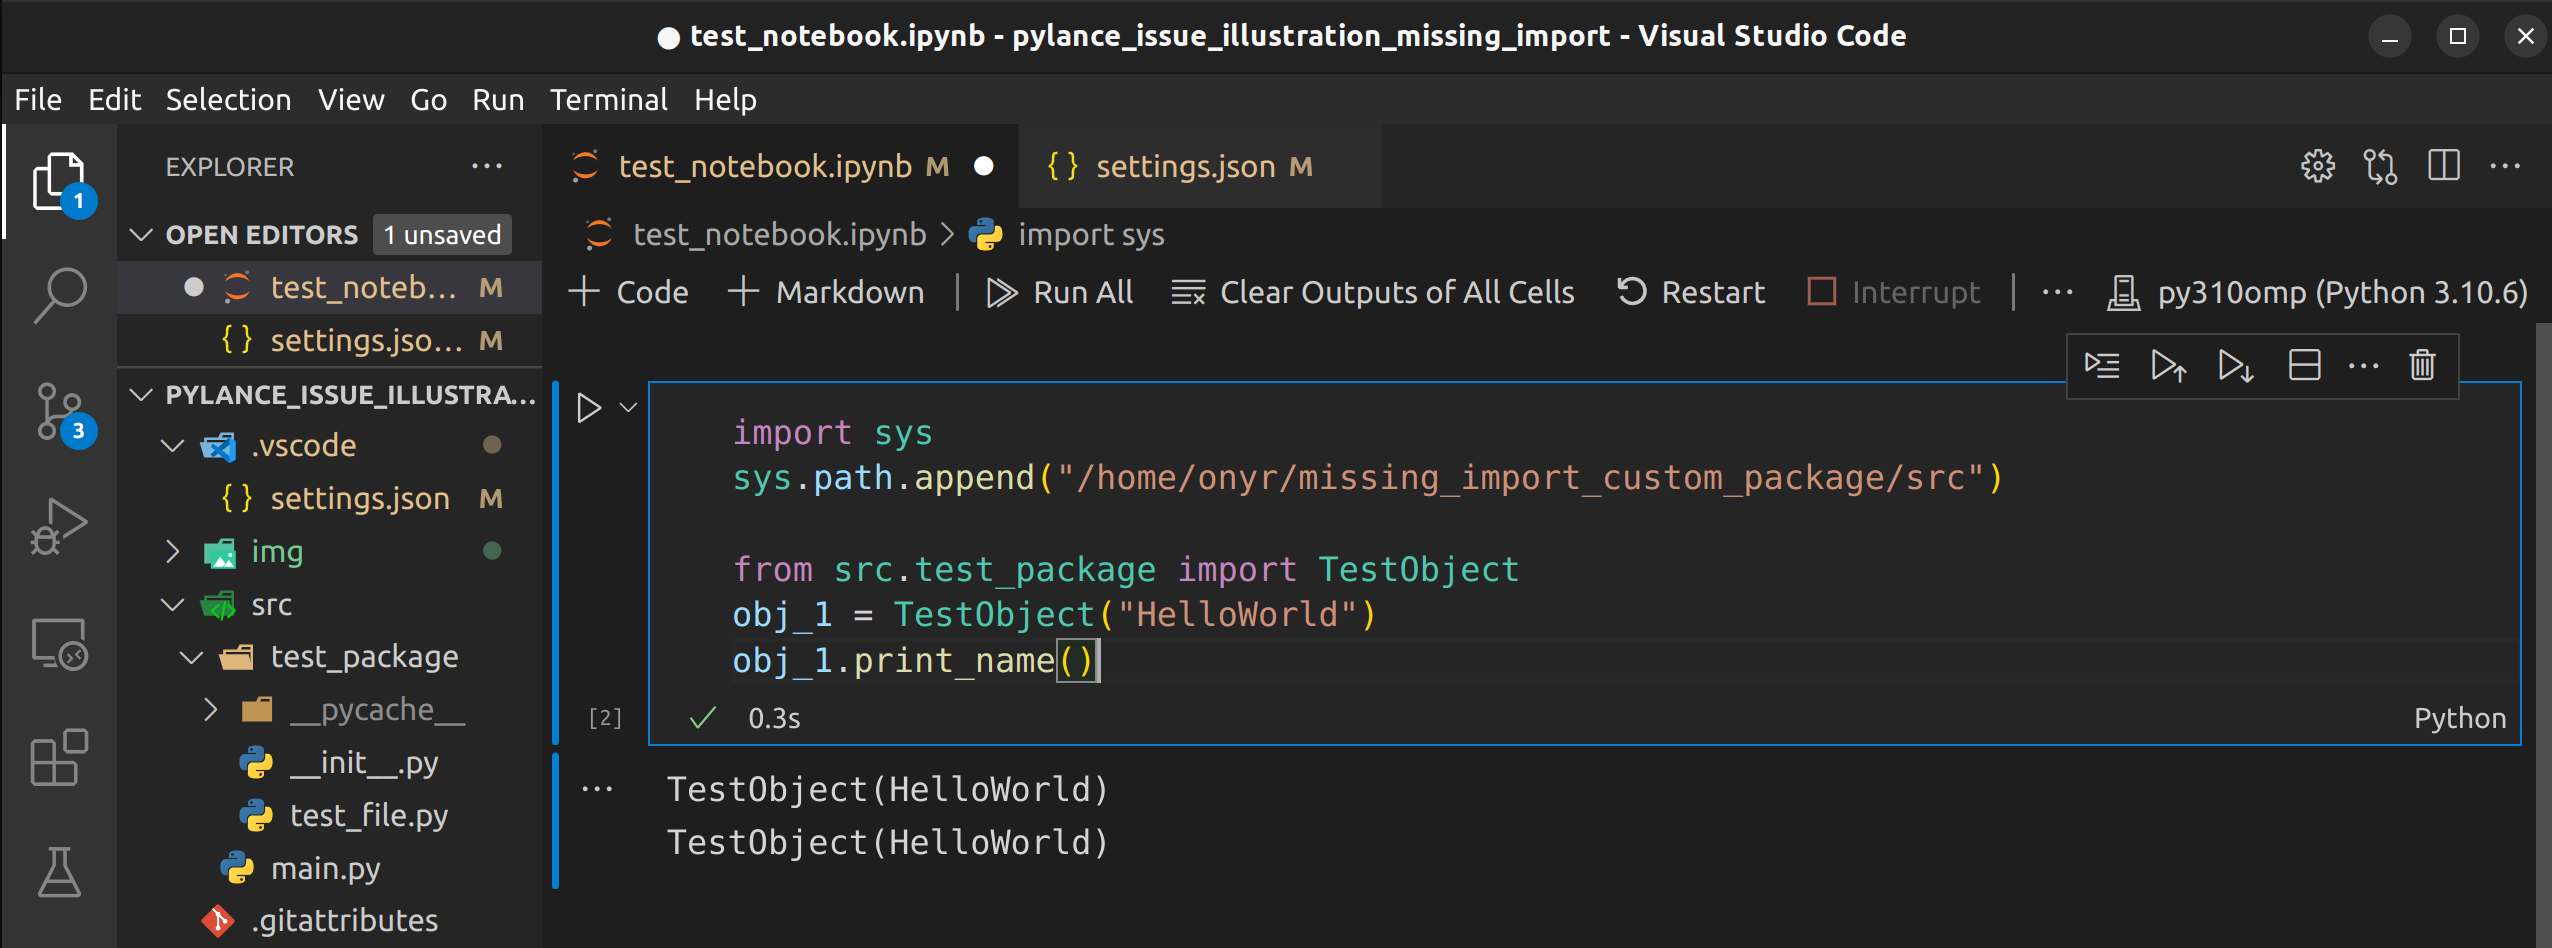 test_notebook.ipynb - pylance_issue_illustration_missing_import - Visual Studio Code
File Edit Selection View Go Run Terminal Help
1
3
EXPLORER
OPEN EDITORS 1 unsaved
test_noteb... M
settings.jso... M
PYLANCE_ISSUE_ILLUSTRA...
.vscode
settings.json M
img
src
test_package
__pycache__
__init__.py
test_file.py
main.py
.gitattributes
test_notebook.ipynb M
settings.json M
test_notebook.ipynb > import sys
Code Markdown Run All Clear Outputs of All Cells Restart Interrupt py310omp (Python 3.10.6)
import sys
sys.path.append("/home/onyr/missing_import_custom_package/src")
from src.test_package import TestObject
obj_1 = TestObject("HelloWorld")
obj_1.print_name()
[2] 0.3s Python
TestObject(HelloWorld)
TestObject(HelloWorld)